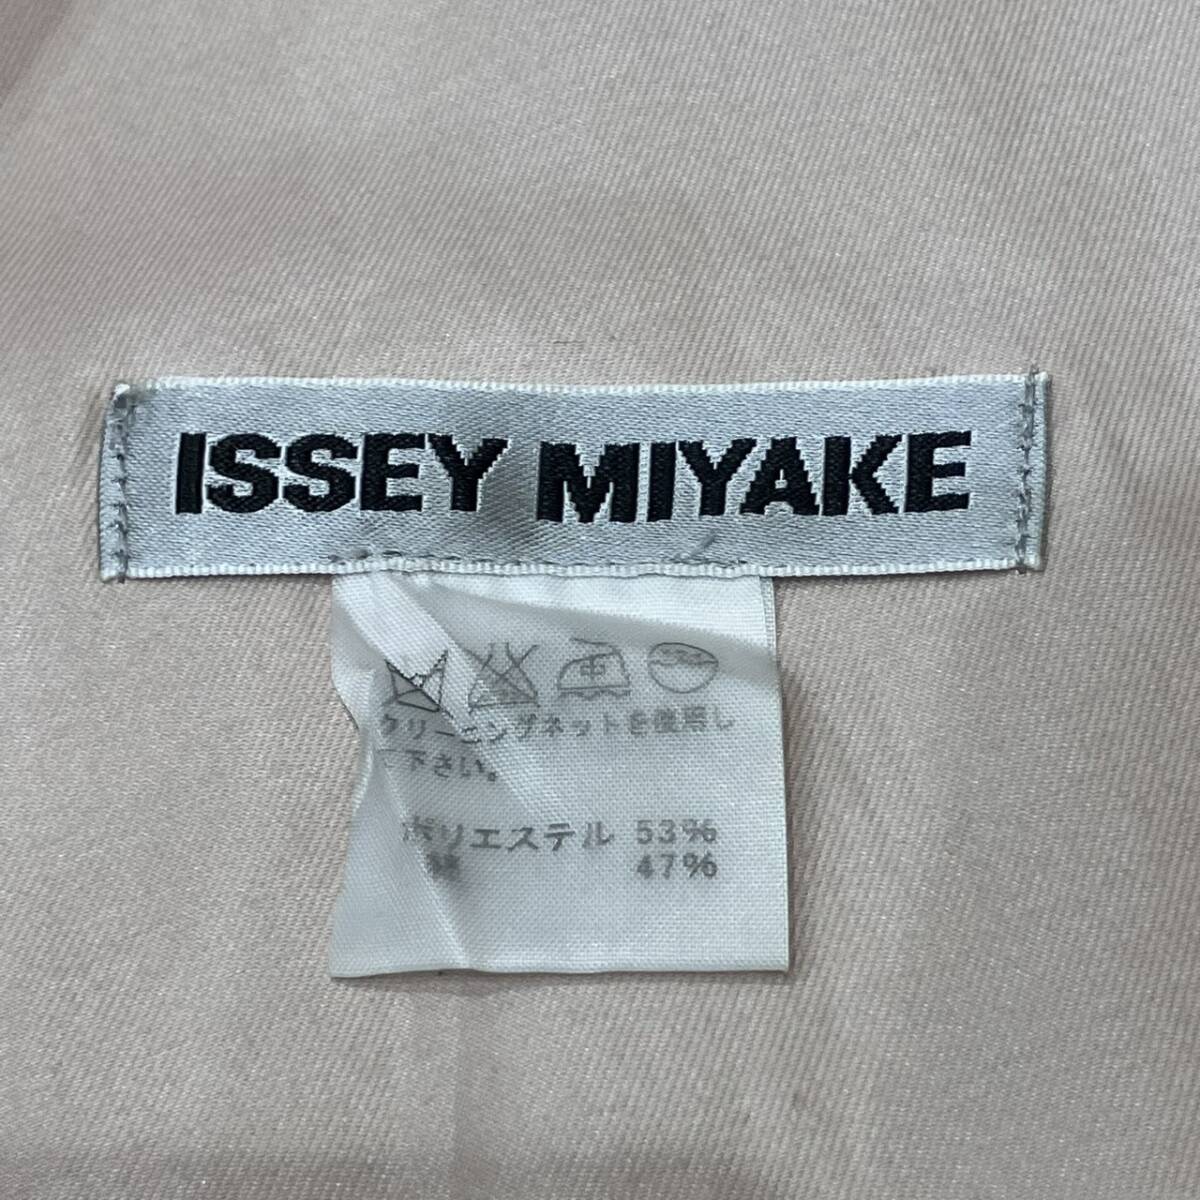 ISSEY MIYAKE
中
クリーニングネットを使用し
て下さい。
ポリエステル 53%
47%